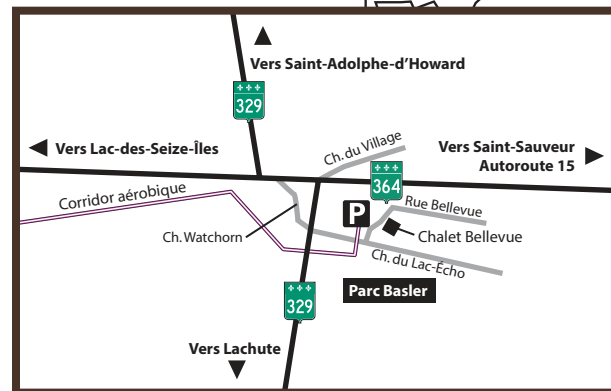 Vers Saint-Adolphe-d'Howard
329
Vers Lac-des-Seize-Îles
Ch. du Village
Vers Saint-Sauveur
Autoroute 15
364
Corridor aérobique
P
Rue Bellevue
Ch. Watchorn
Chalet Bellevue
Ch. du Lac-Écho
Parc Basler
329
Vers Lachute